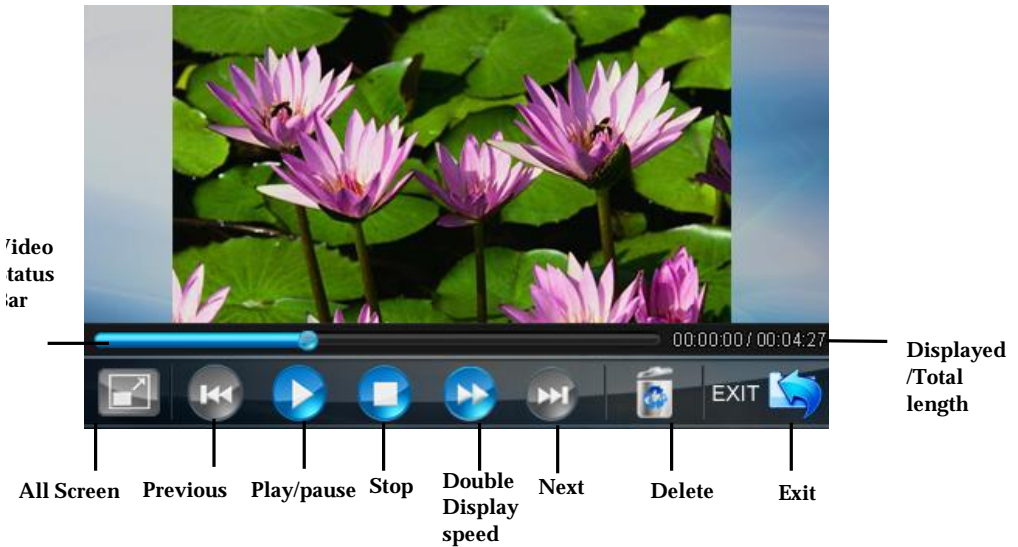 Video
Status
Bar
00:00:00 / 00:04:27
EXIT
Displayed
/Total
length
All Screen
Previous
Play/pause
Stop
Double
Display
speed
Next
Delete
Exit